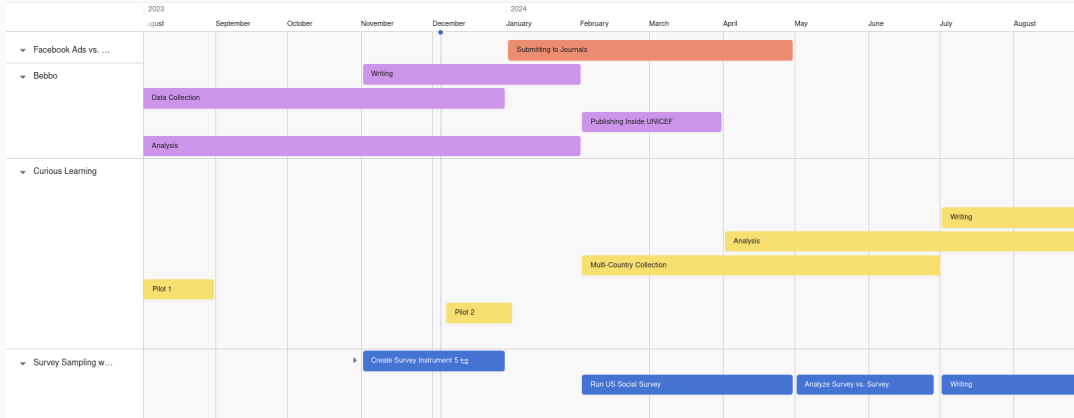 2023 2024
ugust September October November December January February March April May June July August
Facebook Ads vs. ... Submitting to Journals
Bebbo Writing
Data Collection
Publishing Inside UNICEF
Analysis
Curious Learning
Writing
Analysis
Multi-Country Collection
Pilot 1
Pilot 2
Survey Sampling w... Create Survey Instrument 5
Run US Social Survey Analyze Survey vs. Survey Writing